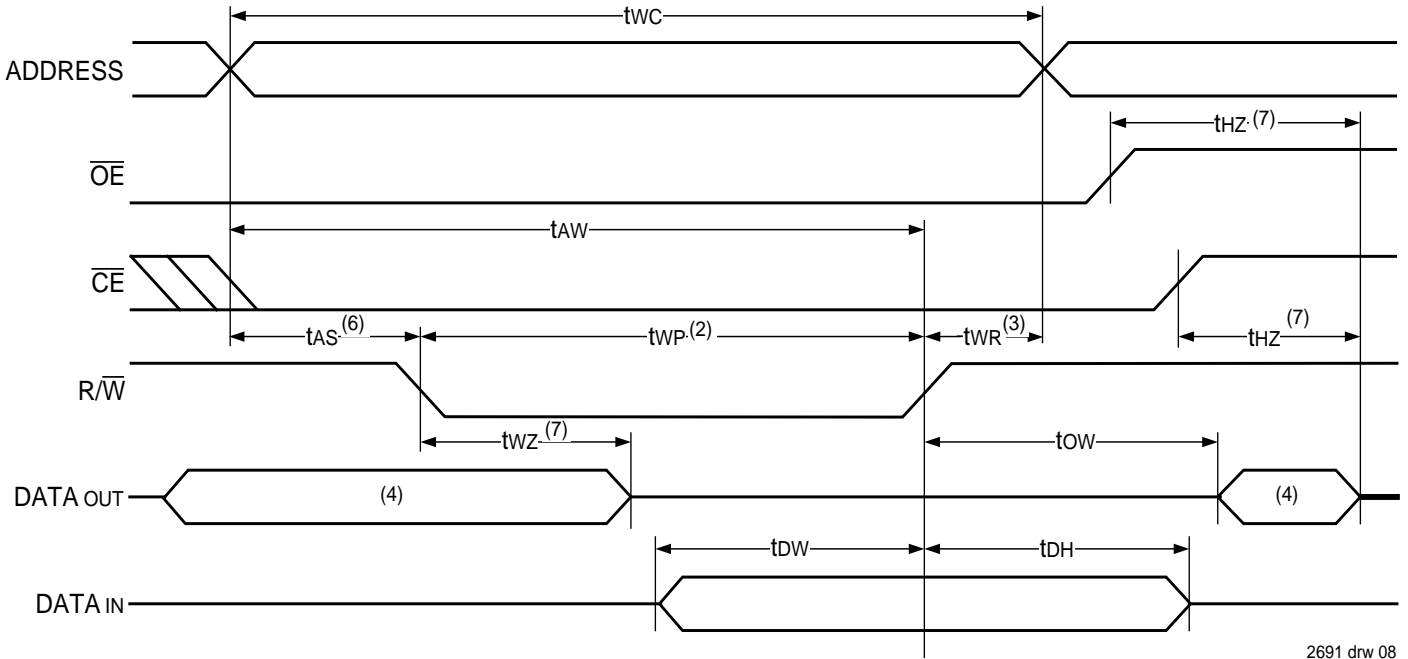 tWC
ADDRESS
tHZ (7)
OE
tAW
CE
tAS (6)
tWP (2)
tWR (3)
tHZ (7)
R/W
tWZ (7)
tOW
DATA OUT
(4)
(4)
tDW
tDH
DATA IN
2691 drw 08